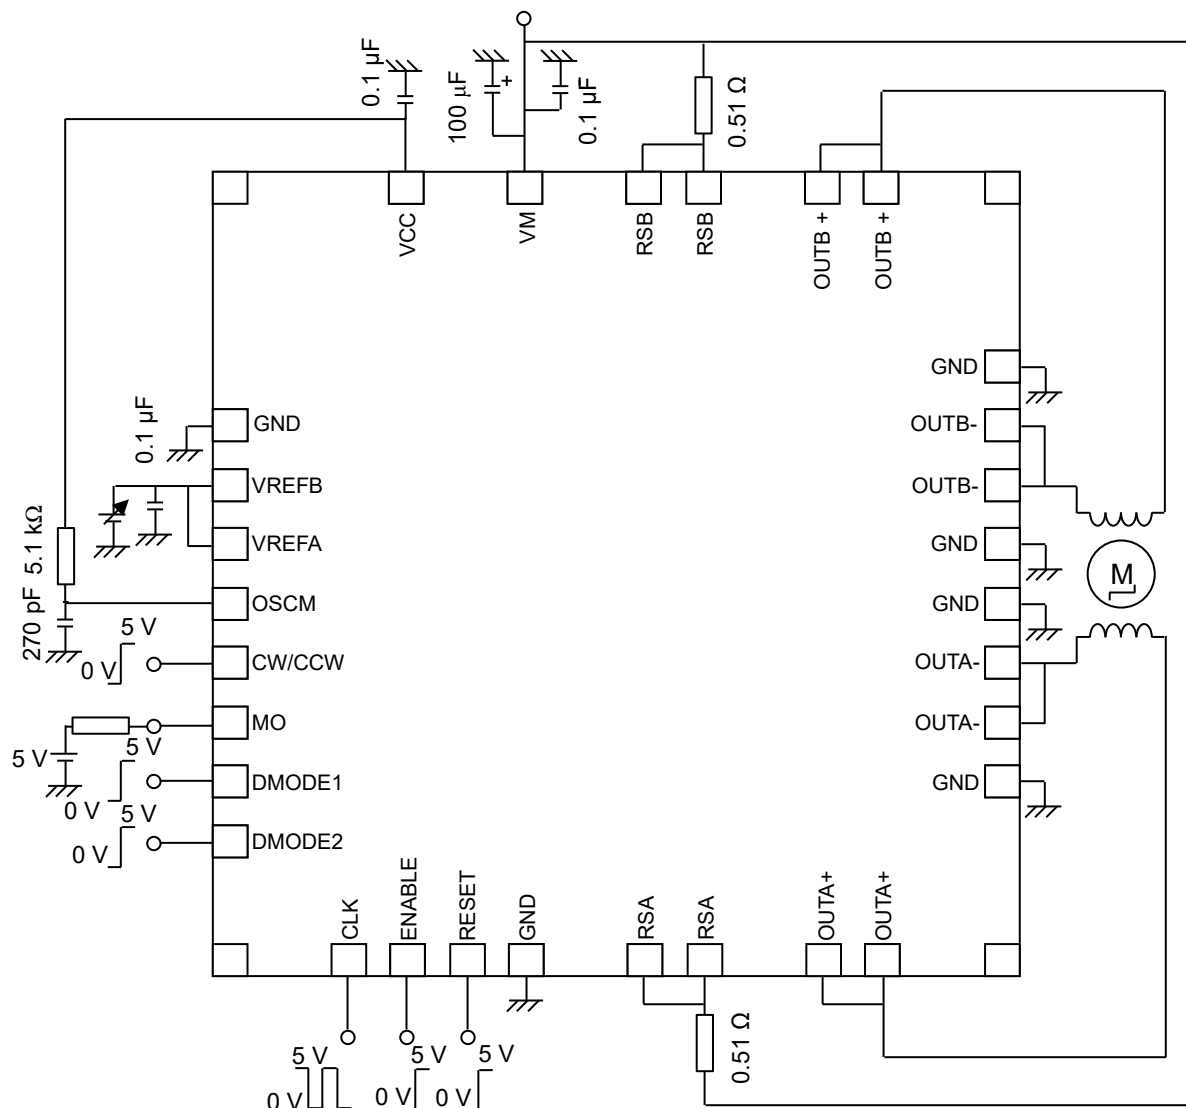 0.1 µF
100 µF
+
0.1 µF
0.51 Ω
VCC
VM
RSB
RSB
OUTB +
OUTB +
GND
OUTB-
OUTB-
GND
GND
OUTA-
OUTA-
GND
M
0.1 µF
GND
VREFB
VREFA
OSCM
CW/CCW
MO
DMODE1
DMODE2
5.1 kΩ
270 pF
5 V
0 V
5 V
5 V
0 V
5 V
0 V
CLK
ENABLE
RESET
GND
RSA
RSA
OUTA+
OUTA+
0.51 Ω
5 V
5 V
5 V
0 V
0 V
0 V